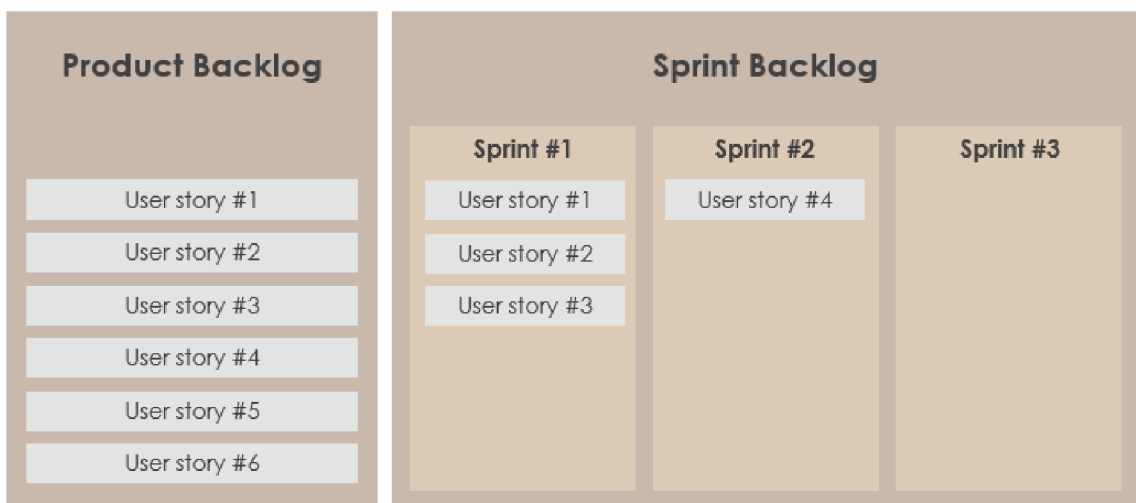 Product Backlog
User story #1
User story #2
User story #3
User story #4
User story #5
User story #6
Sprint Backlog
Sprint #1
User story #1
User story #2
User story #3
Sprint #2
User story #4
Sprint #3